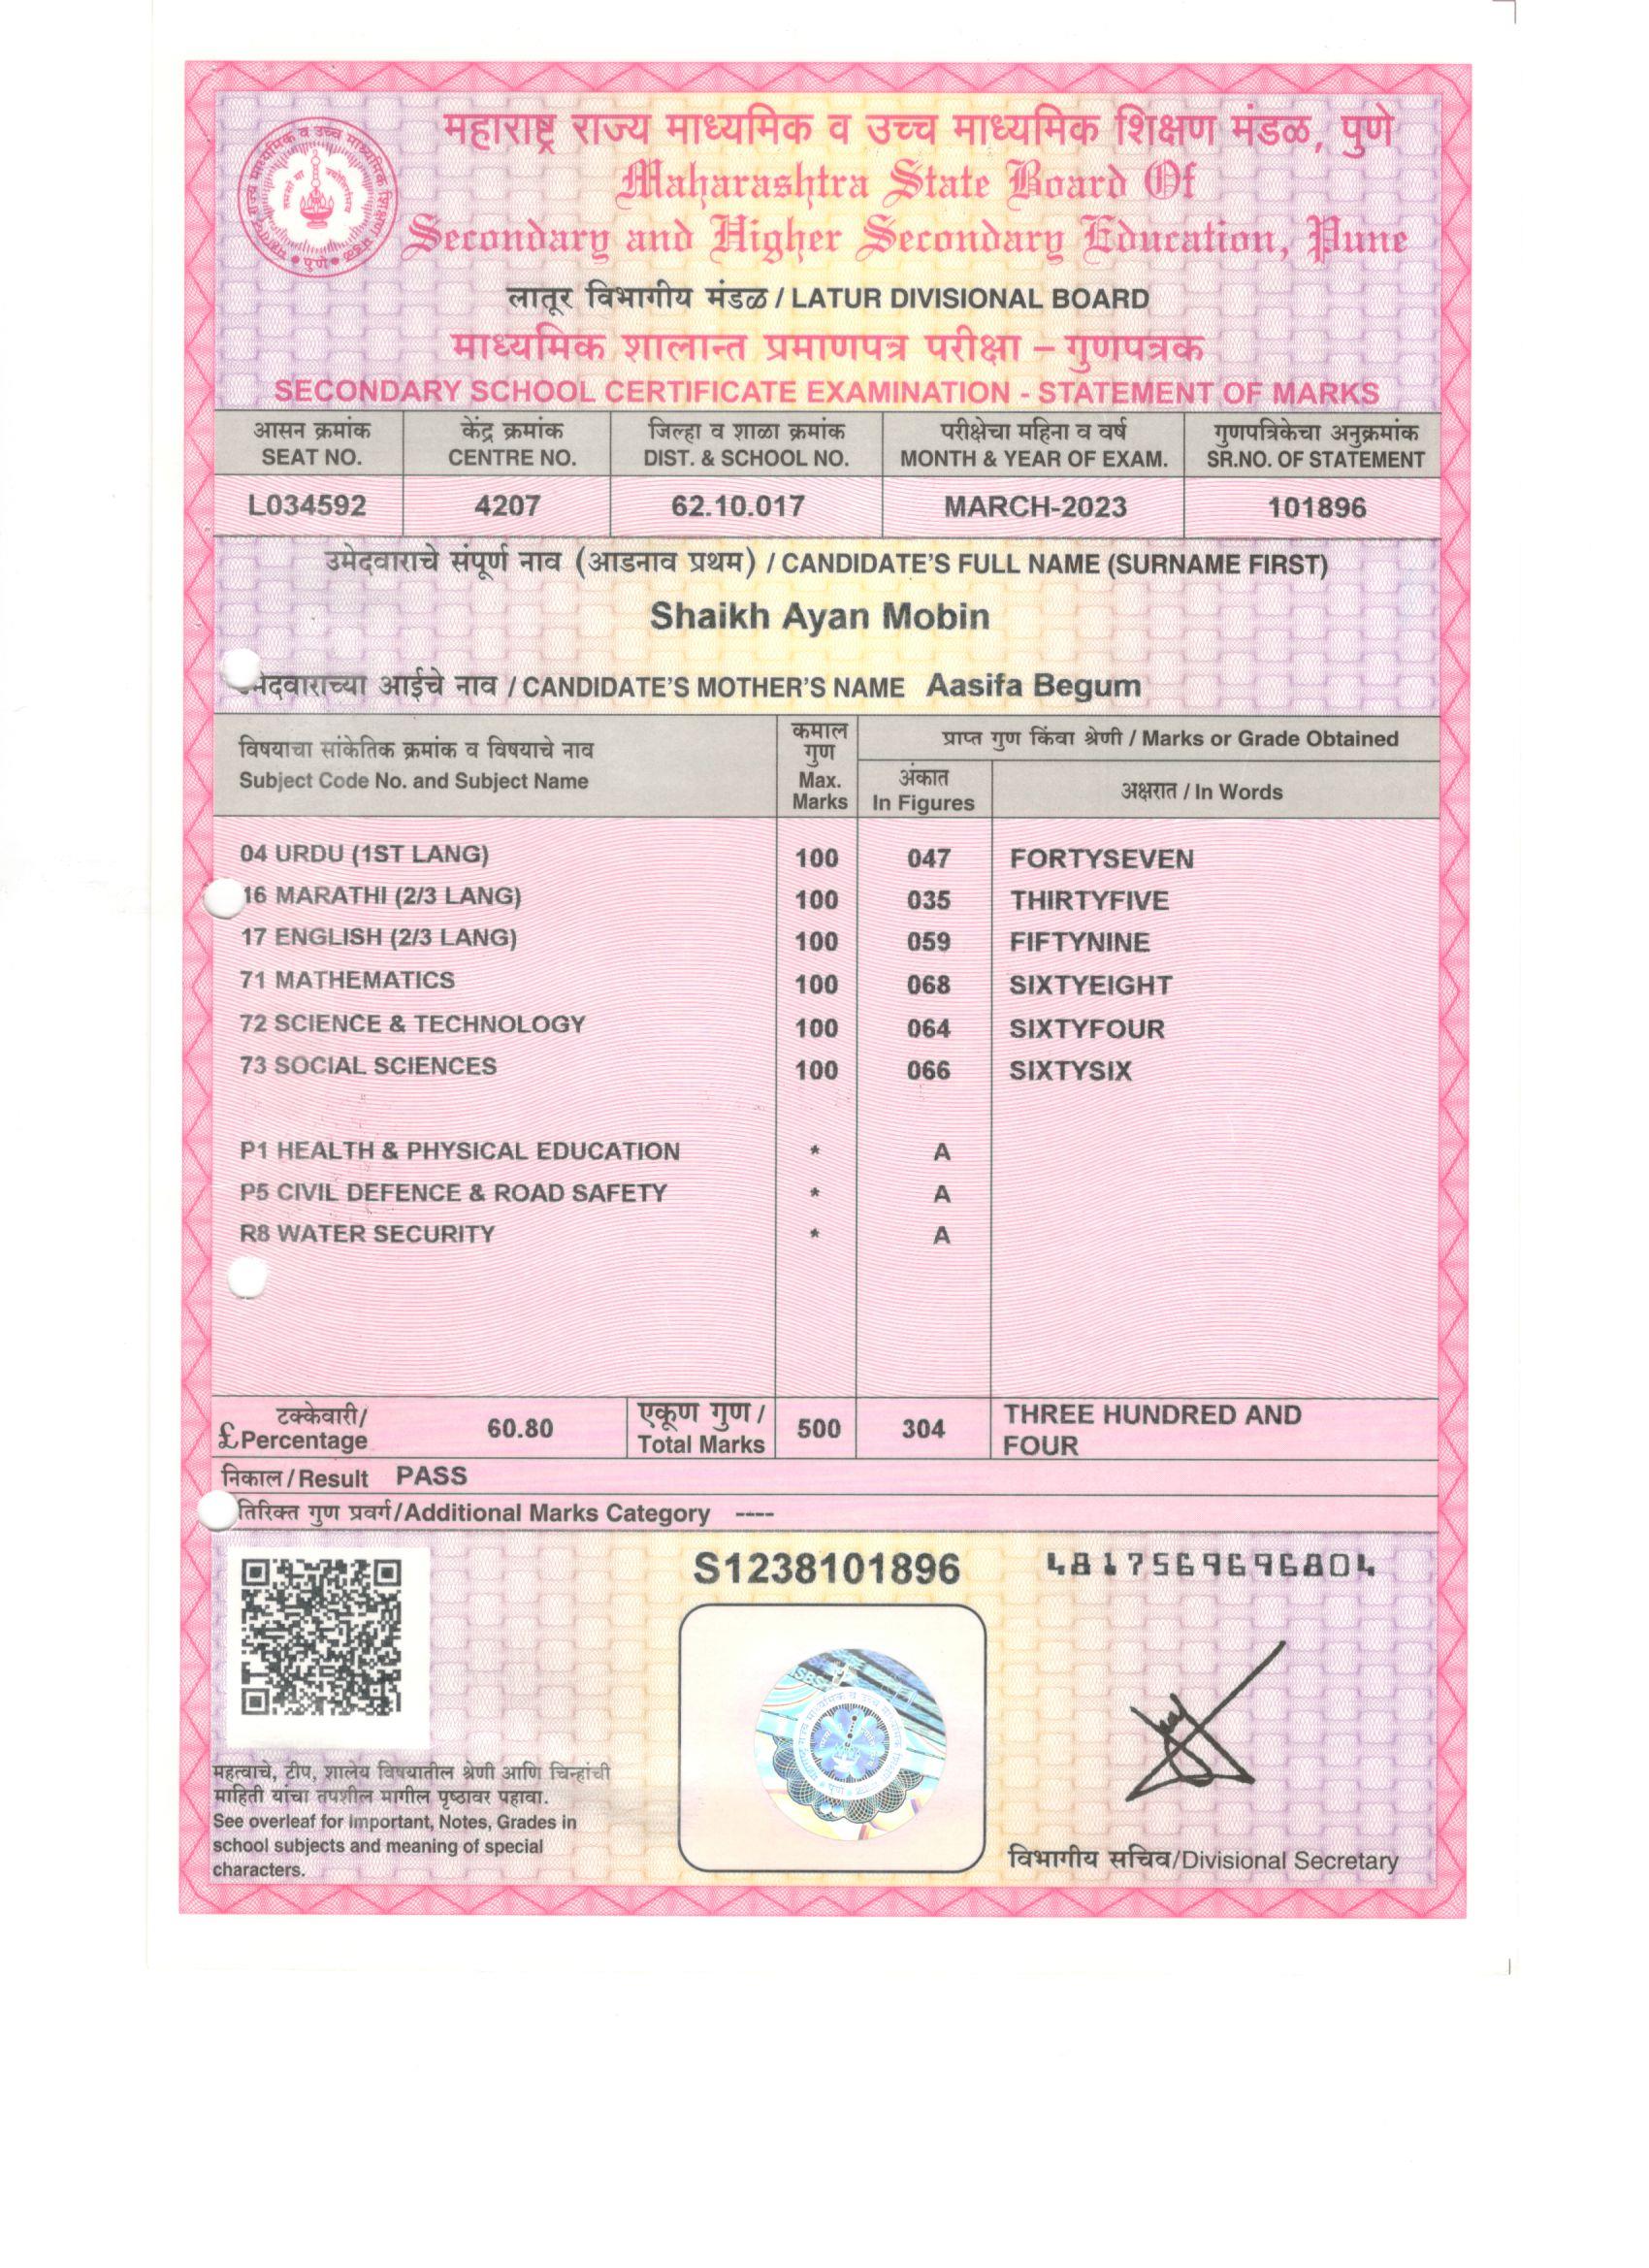 महाराष्ट्र राज्य माध्यमिक व उच्च माध्यमिक शिक्षण मंडळ, पुणे
Maharashtra State Board Of
Secondary and Higher Secondary Education, Pune
लातूर विभागीय मंडळ / LATUR DIVISIONAL BOARD
माध्यमिक शालान्त प्रमाणपत्र परीक्षा – गुणपत्रक
SECONDARY SCHOOL CERTIFICATE EXAMINATION - STATEMENT OF MARKS
आसन क्रमांक केंद्र क्रमांक जिल्हा व शाळा क्रमांक परीक्षेचा महिना व वर्ष गुणपत्रिकेचा अनुक्रमांक
SEAT NO. CENTRE NO. DIST. & SCHOOL NO. MONTH & YEAR OF EXAM. SR.NO. OF STATEMENT
L034592 4207 62.10.017 MARCH-2023 101896
उमेदवाराचे संपूर्ण नाव (आडनाव प्रथम) / CANDIDATE'S FULL NAME (SURNAME FIRST)
Shaikh Ayan Mobin
मेदवाराच्या आईचे नाव / CANDIDATE'S MOTHER'S NAME Aasifa Begum
विषयाचा सांकेतिक क्रमांक व विषयाचे नाव
Subject Code No. and Subject Name
कमाल
गुण
Max.
Marks
प्राप्त गुण किंवा श्रेणी / Marks or Grade Obtained
अंकात
In Figures
अक्षरात / In Words
04 URDU (1ST LANG) 100 047 FORTYSEVEN
16 MARATHI (2/3 LANG) 100 035 THIRTYFIVE
17 ENGLISH (2/3 LANG) 100 059 FIFTYNINE
71 MATHEMATICS 100 068 SIXTYEIGHT
72 SCIENCE & TECHNOLOGY 100 064 SIXTYFOUR
73 SOCIAL SCIENCES 100 066 SIXTYSIX
P1 HEALTH & PHYSICAL EDUCATION * A
P5 CIVIL DEFENCE & ROAD SAFETY * A
R8 WATER SECURITY * A
टक्केवारी/
£Percentage
60.80
एकूण गुण /
Total Marks
500 304
THREE HUNDRED AND
FOUR
निकाल / Result PASS
तिरिक्त गुण प्रवर्ग/Additional Marks Category ----
S1238101896
4817569696804
महत्वाचे, टीप, शालेय विषयातील श्रेणी आणि चिन्हांची
माहिती यांचा तपशील मागील पृष्ठावर पहावा.
See overleaf for Important, Notes, Grades in
school subjects and meaning of special
characters.
विभागीय सचिव/Divisional Secretary